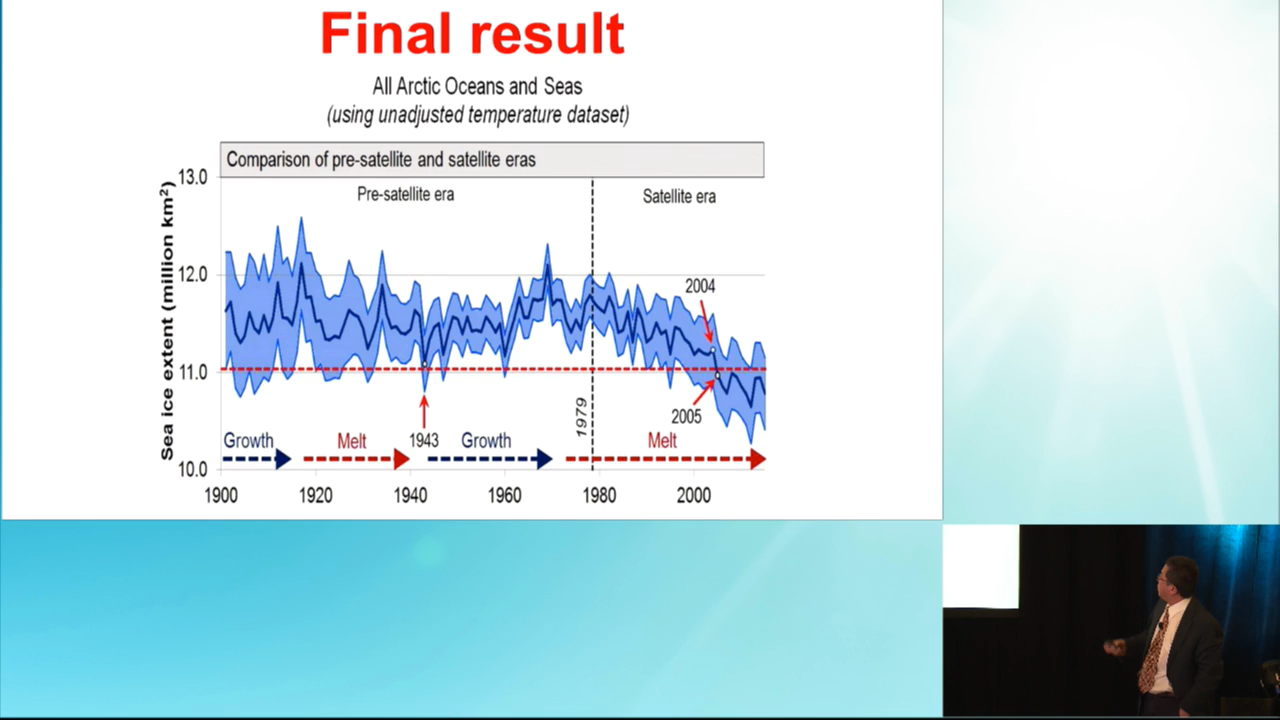 Final result
All Arctic Oceans and Seas
(using unadjusted temperature dataset)
Comparison of pre-satellite and satellite eras
Pre-satellite era
Satellite era
Sea ice extent (million km²)
13.0
12.0
11.0
10.0
2004
2005
1943
1979
Growth
Melt
Growth
Melt
1900
1920
1940
1960
1980
2000